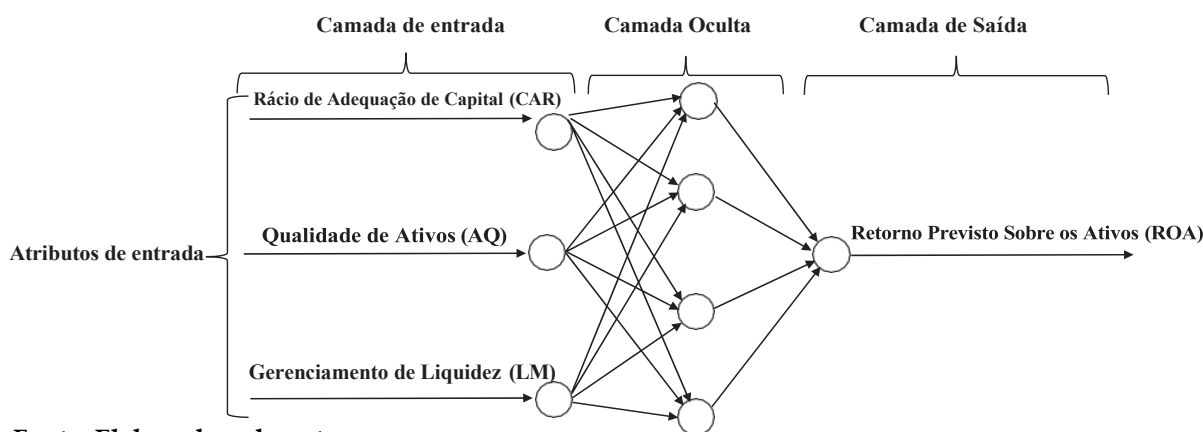 Camada de entrada
Camada Oculta
Camada de Saída
Rácio de Adequação de Capital (CAR)
Qualidade de Ativos (AQ)
Atributos de entrada
Retorno Previsto Sobre os Ativos (ROA)
Gerenciamento de Liquidez (LM)